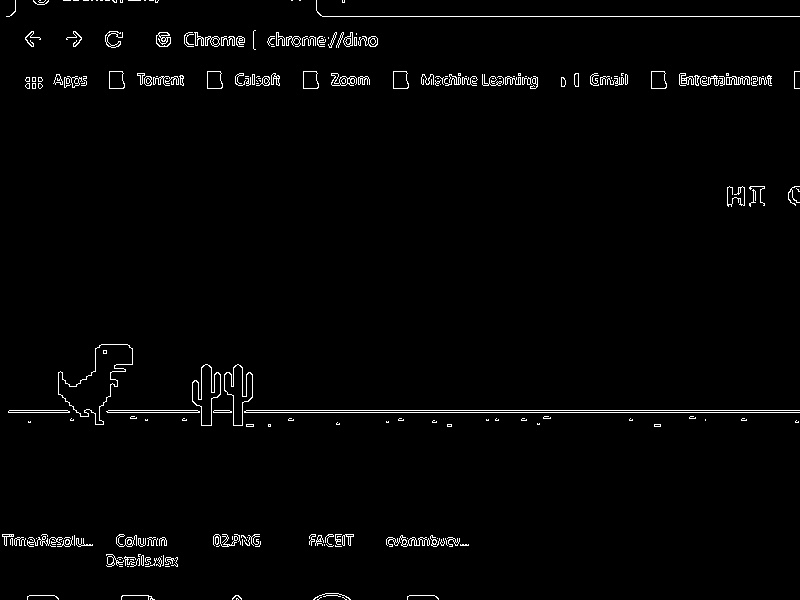 Chrome | chrome://dino
Apps Torrent Calsoft Zoom Machine Learning Gmail Entertainment
HI
TimerResolu... Column Details.xlsx 02.PNG FACEIT cvbnmbvcv...